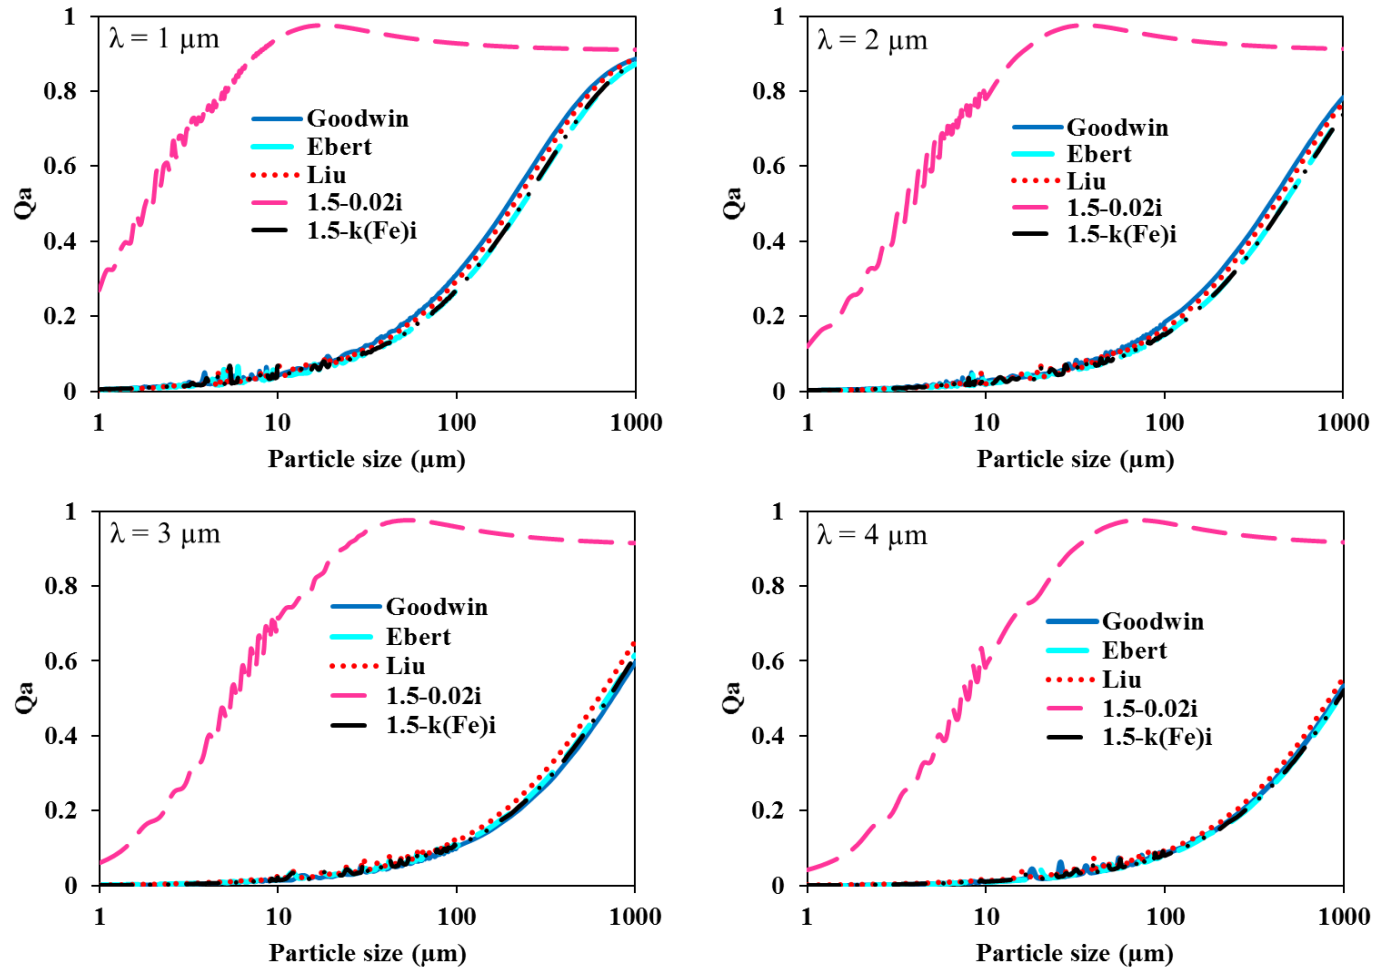 λ = 1 µm
1
0.8
0.6
0.4
0.2
0
Qa
Goodwin
Ebert
Liu
1.5-0.02i
1.5-k(Fe)i
1 10 100 1000
Particle size (µm)
λ = 2 µm
1
0.8
0.6
0.4
0.2
0
Qa
Goodwin
Ebert
Liu
1.5-0.02i
1.5-k(Fe)i
1 10 100 1000
Particle size (µm)
λ = 3 µm
1
0.8
0.6
0.4
0.2
0
Qa
Goodwin
Ebert
Liu
1.5-0.02i
1.5-k(Fe)i
1 10 100 1000
Particle size (µm)
λ = 4 µm
1
0.8
0.6
0.4
0.2
0
Qa
Goodwin
Ebert
Liu
1.5-0.02i
1.5-k(Fe)i
1 10 100 1000
Particle size (µm)